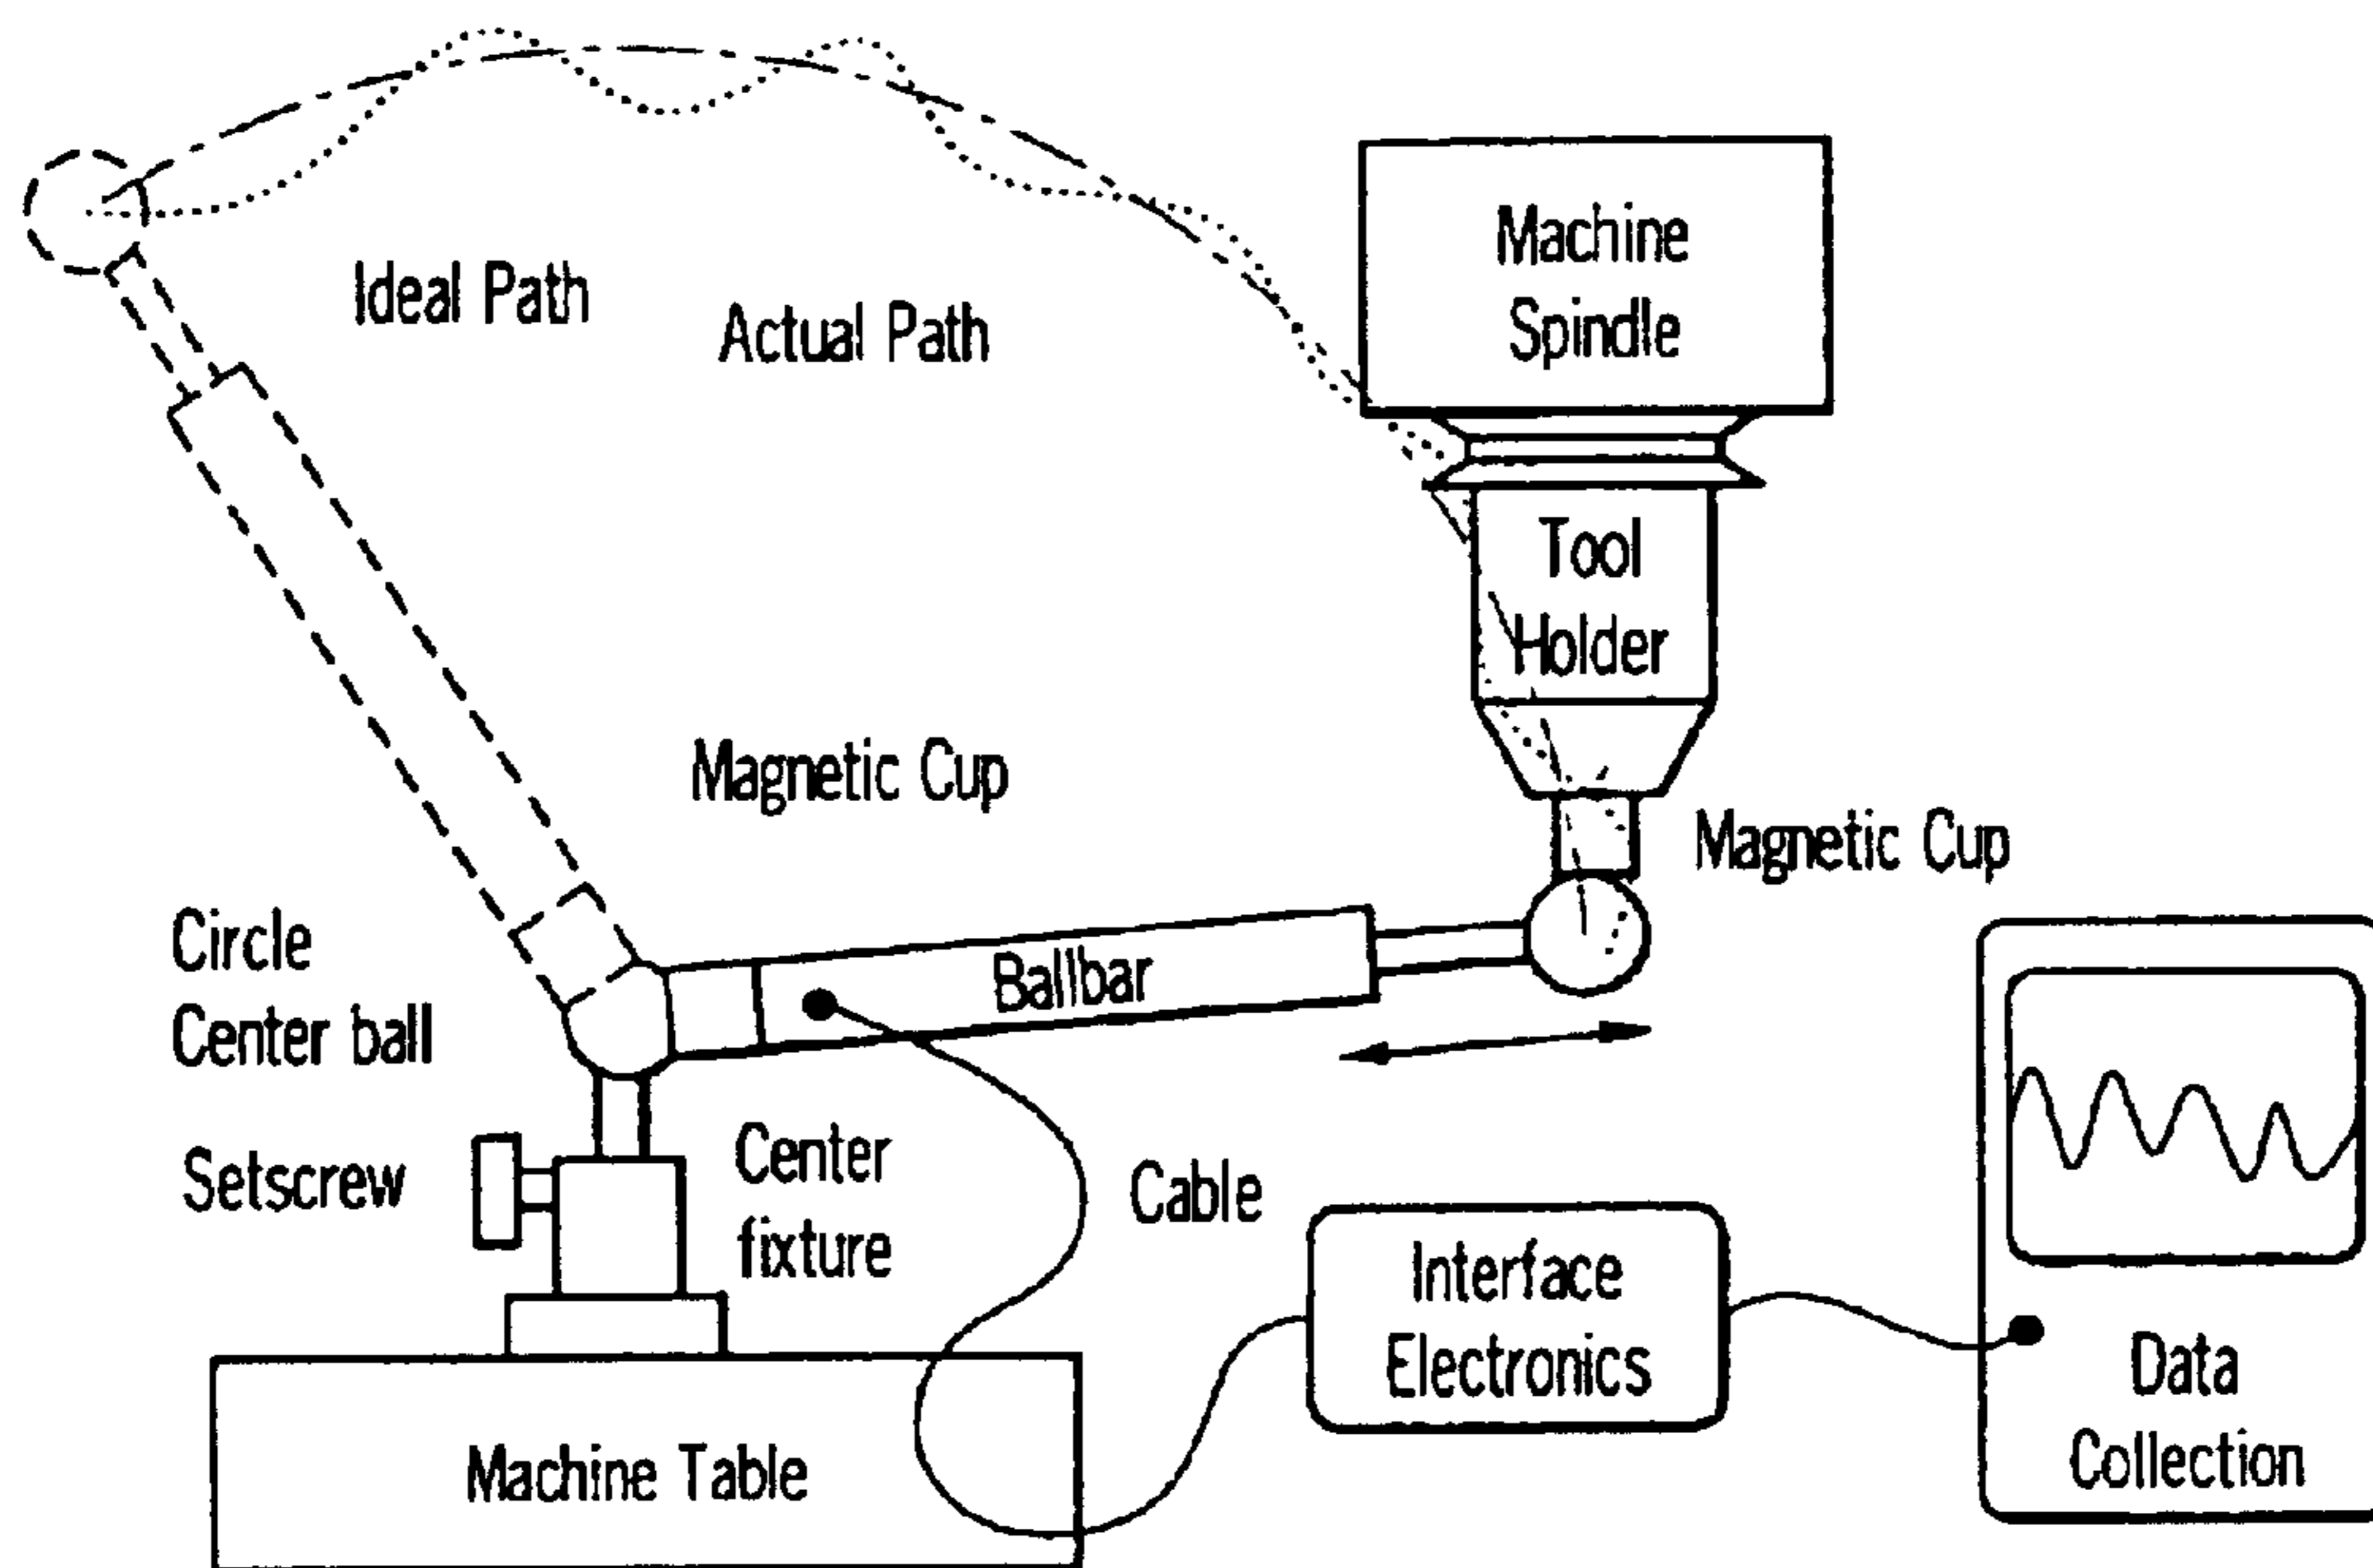 Ideal Path
Actual Path
Machine
Spindle
Tool
Holder
Magnetic Cup
Magnetic Cup
Circle
Center ball
Ballbar
Setscrew
Center
fixture
Cable
Interface
Electronics
Data
Collection
Machine Table